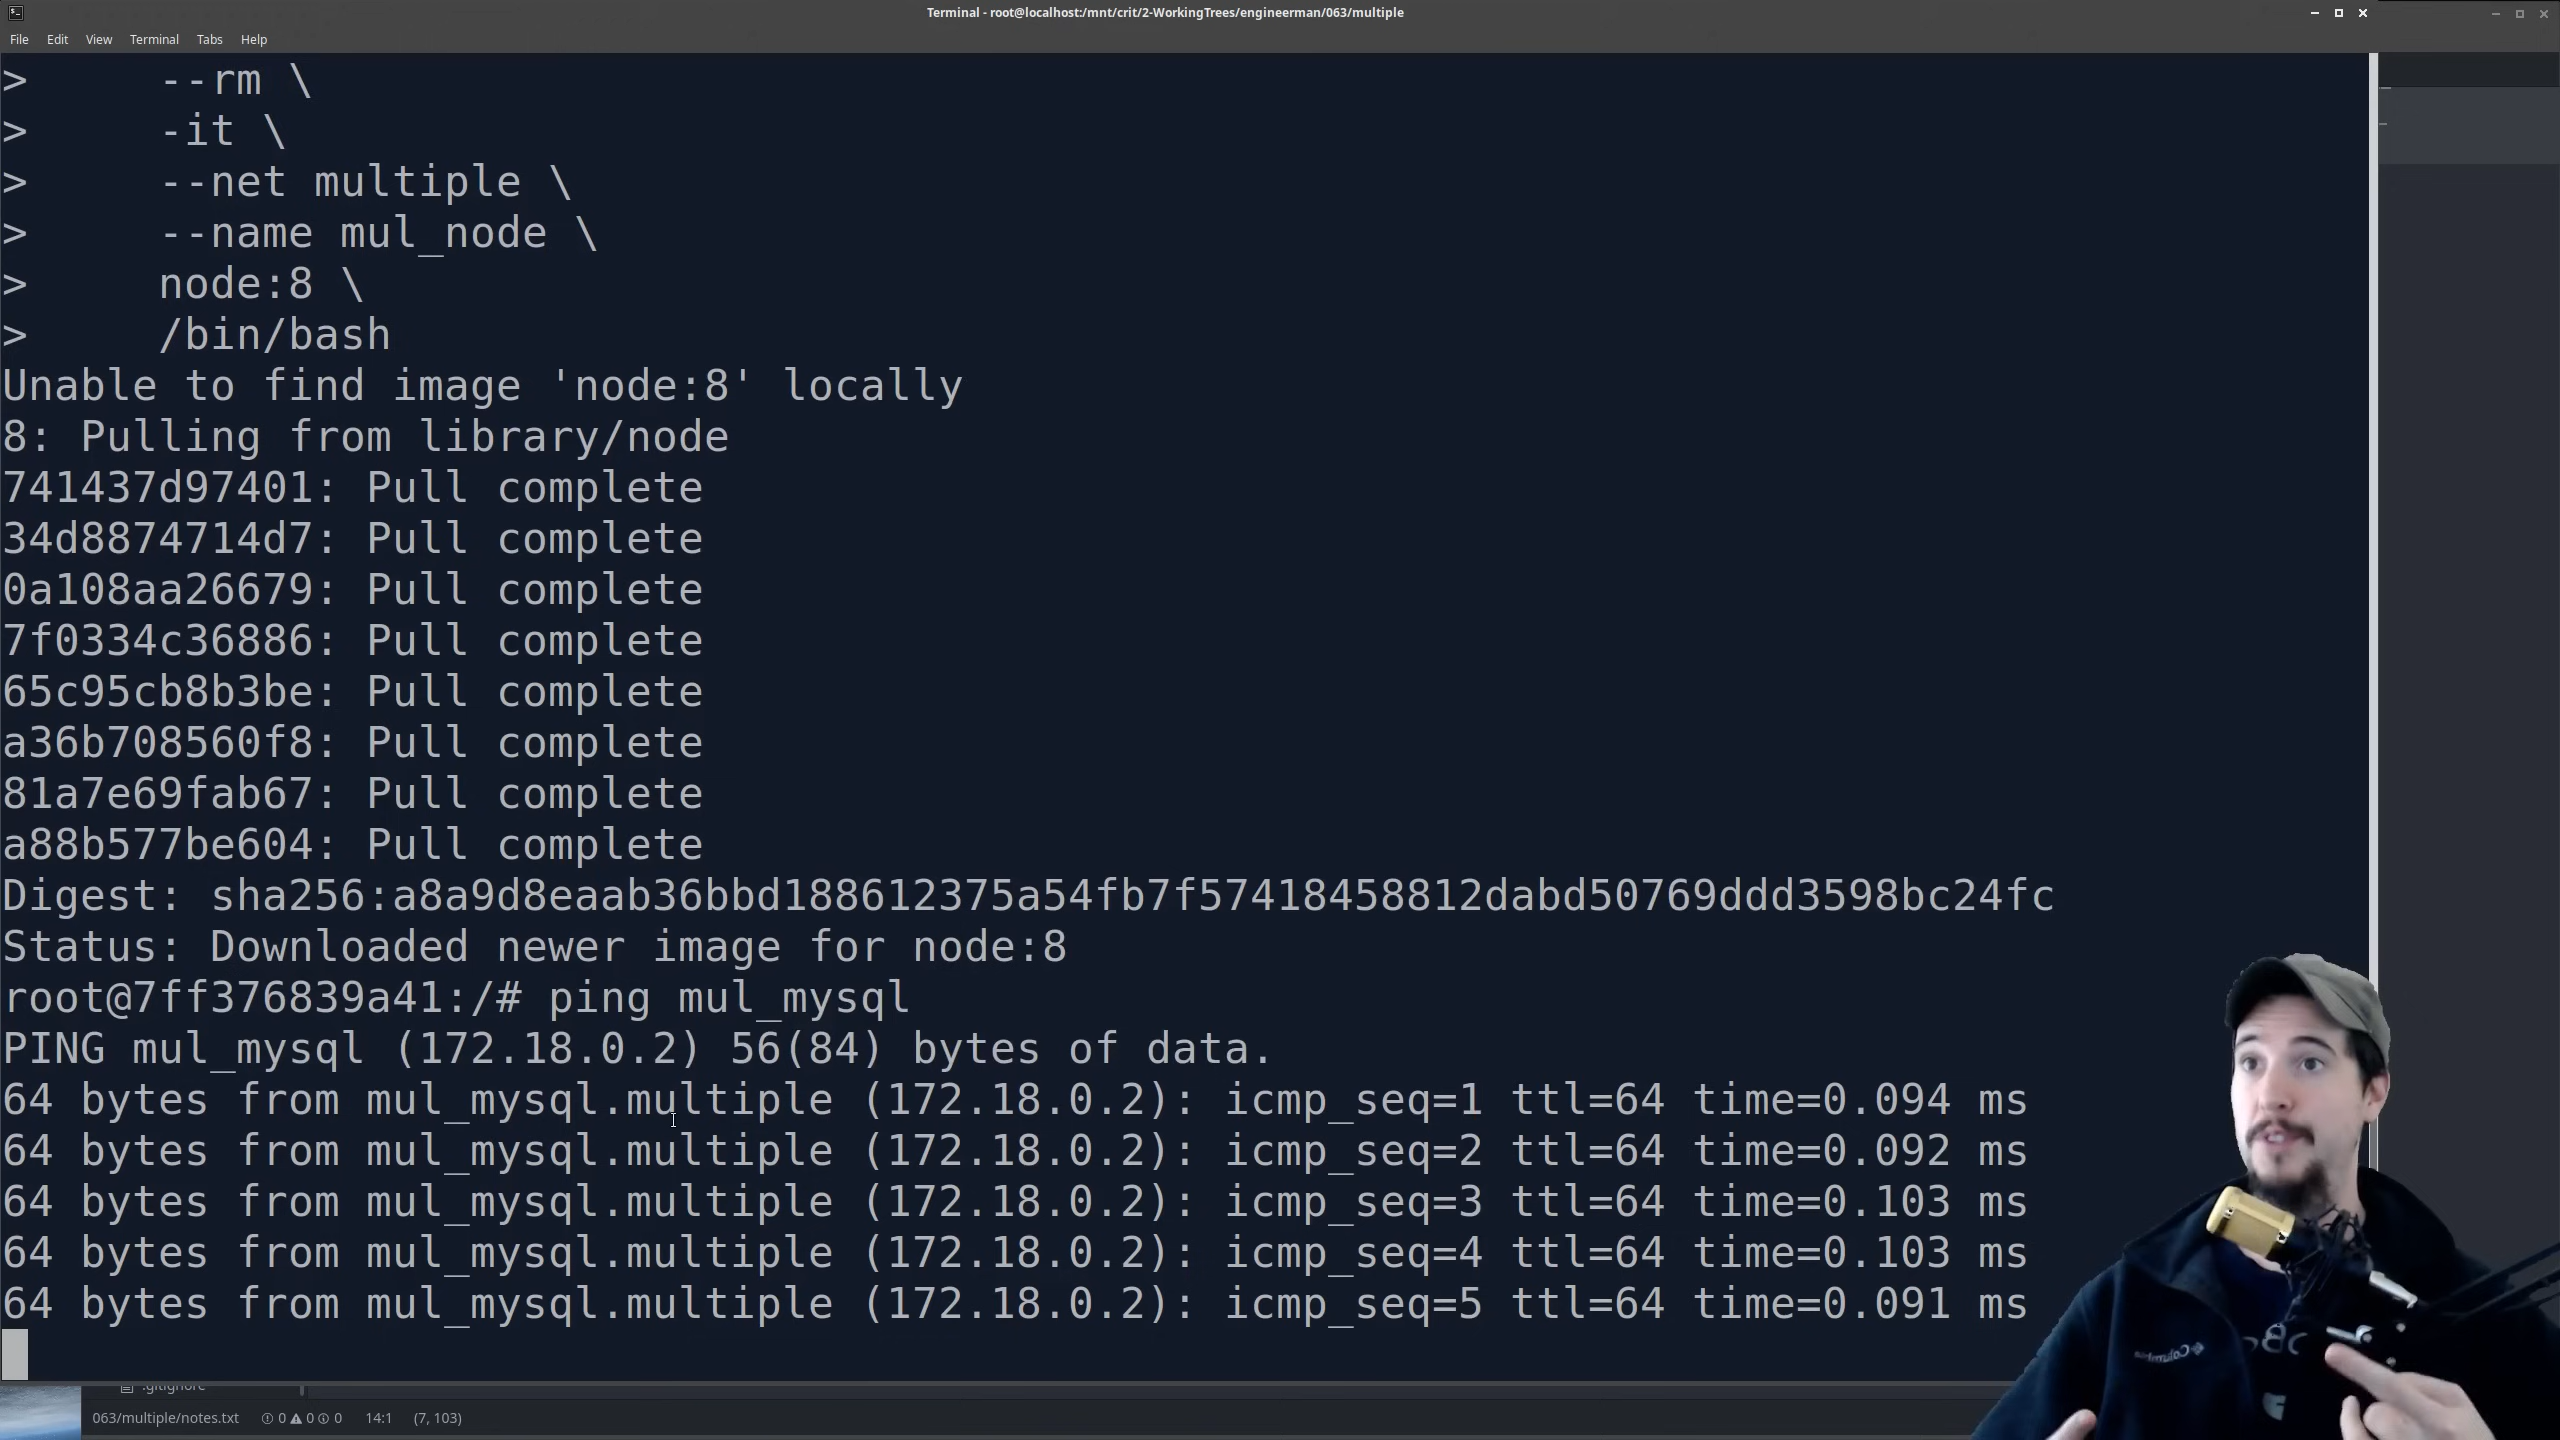 Terminal - root@localhost:/mnt/crit/2-WorkingTrees/engineerman/063/multiple
File Edit View Terminal Tabs Help
> --rm \
> -it \
> --net multiple \
> --name mul_node \
> node:8 \
> /bin/bash
Unable to find image 'node:8' locally
8: Pulling from library/node
741437d97401: Pull complete
34d8874714d7: Pull complete
0a108aa26679: Pull complete
7f0334c36886: Pull complete
65c95cb8b3be: Pull complete
a36b708560f8: Pull complete
81a7e69fab67: Pull complete
a88b577be604: Pull complete
Digest: sha256:a8a9d8eaab36bbd188612375a54fb7f57418458812dabd50769ddd3598bc24fc
Status: Downloaded newer image for node:8
root@7ff376839a41:/# ping mul_mysql
PING mul_mysql (172.18.0.2) 56(84) bytes of data.
64 bytes from mul_mysql.multiple (172.18.0.2): icmp_seq=1 ttl=64 time=0.094 ms
64 bytes from mul_mysql.multiple (172.18.0.2): icmp_seq=2 ttl=64 time=0.092 ms
64 bytes from mul_mysql.multiple (172.18.0.2): icmp_seq=3 ttl=64 time=0.103 ms
64 bytes from mul_mysql.multiple (172.18.0.2): icmp_seq=4 ttl=64 time=0.103 ms
64 bytes from mul_mysql.multiple (172.18.0.2): icmp_seq=5 ttl=64 time=0.091 ms
.gitignore
063/multiple/notes.txt 0 0 0 14:1 (7, 103)
Columbia